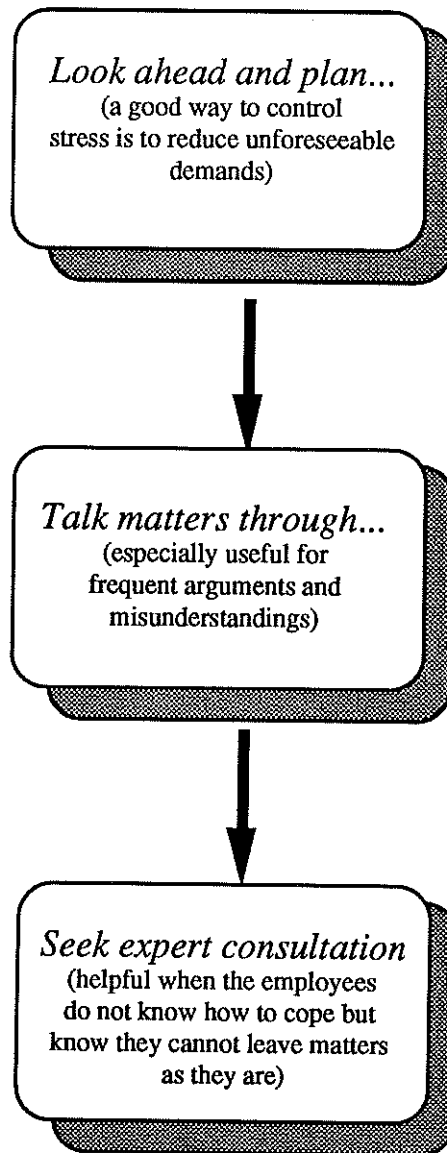 Look ahead and plan...
(a good way to control
stress is to reduce unforeseeable
demands)
Talk matters through...
(especially useful for
frequent arguments and
misunderstandings)
Seek expert consultation
(helpful when the employees
do not know how to cope but
know they cannot leave matters
as they are)